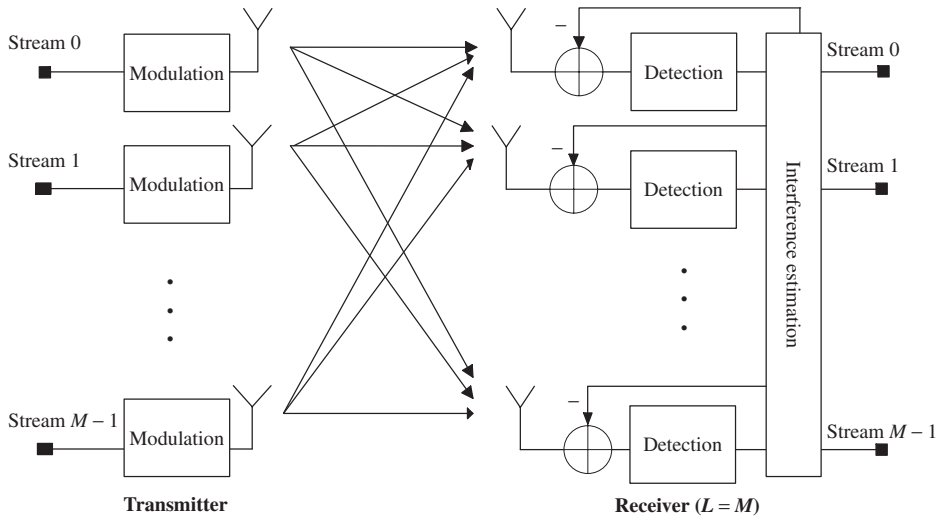 Stream 0
Modulation
Stream 1
Modulation
Stream M – 1
Modulation
Transmitter
–
Detection
Stream 0
–
Detection
Stream 1
–
Detection
Stream M – 1
Interference estimation
Receiver (L = M)